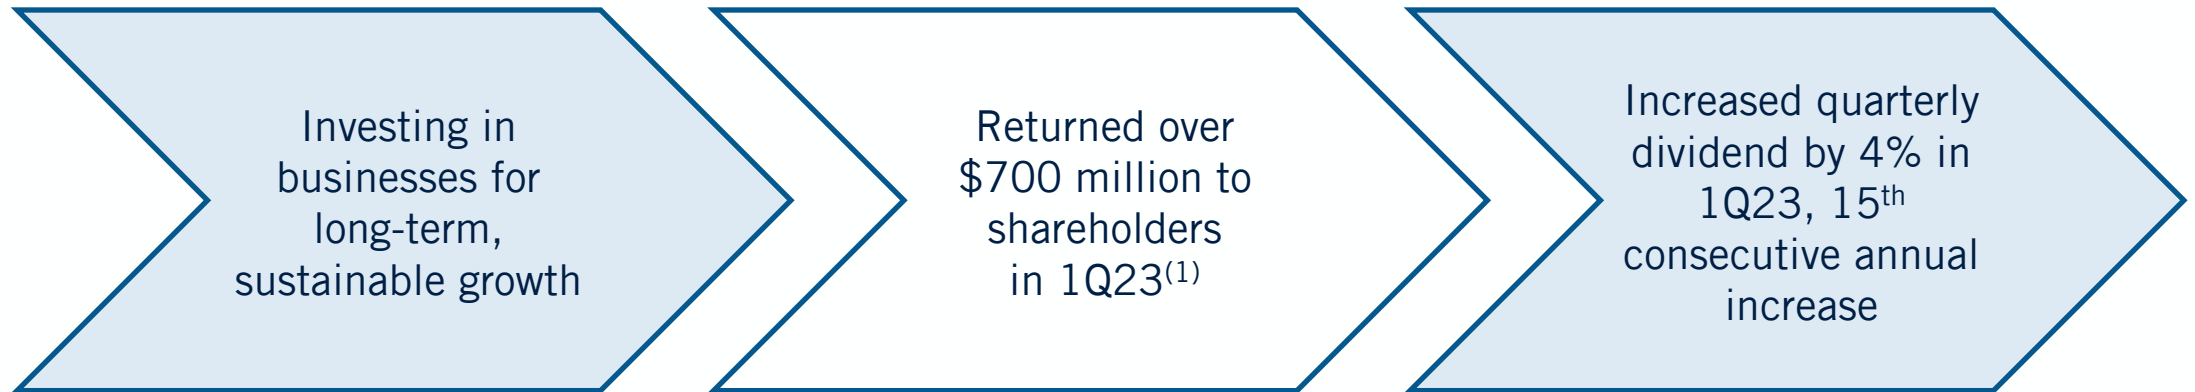 Investing in
businesses for
long-term,
sustainable growth
Returned over
$700 million to
shareholders
in 1Q23(1)
Increased quarterly
dividend by 4% in
1Q23, 15th
consecutive annual
increase